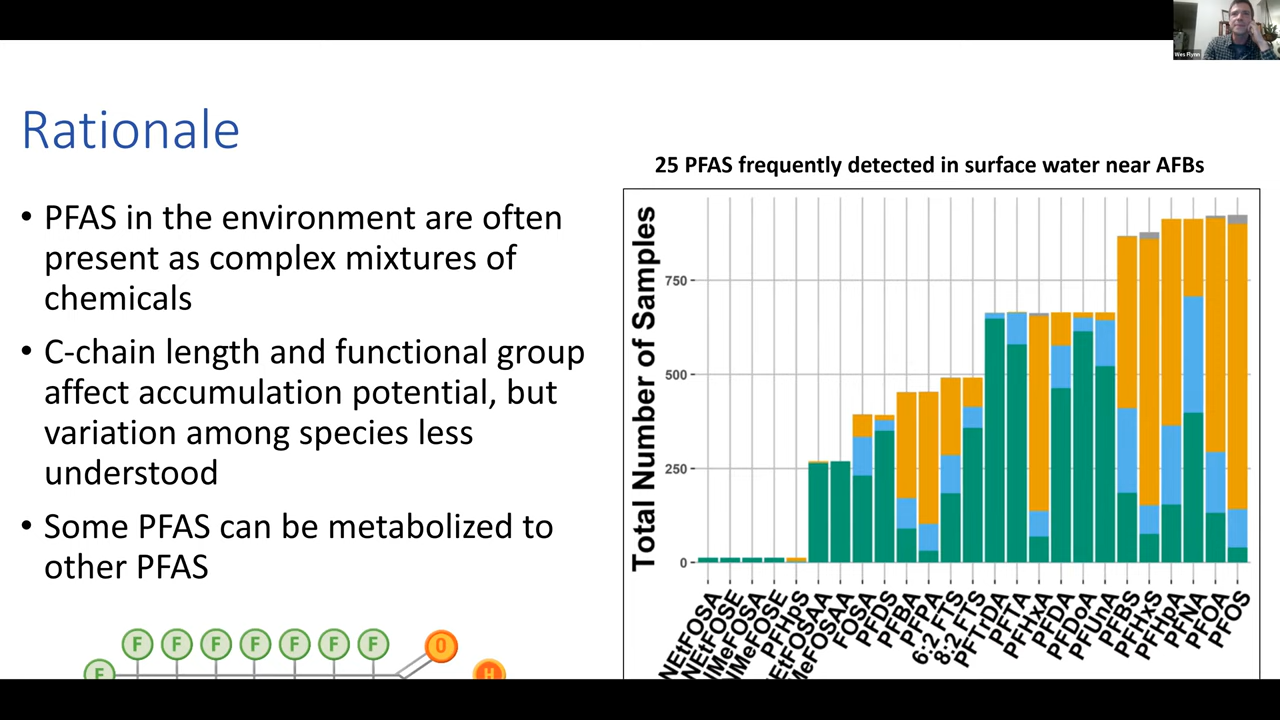 Wes Flynn
Rationale
• PFAS in the environment are often
present as complex mixtures of
chemicals
• C-chain length and functional group
affect accumulation potential, but
variation among species less
understood
• Some PFAS can be metabolized to
other PFAS
F F F F F F F O
F H
25 PFAS frequently detected in surface water near AFBs
Total Number of Samples
750
500
250
0
NEtFOSA
NEtFOSE
NMeFOSA
NMeFOSE
PFHpS
EtFOSAA
MeFOSAA
FOSA
PFDS
PFBA
PFPA
6:2 FTS
8:2 FTS
PFTrDA
PFTA
PFHxA
PFDA
PFDoA
PFUnA
PFBS
PFHxS
PFHpA
PFNA
PFOA
PFOS